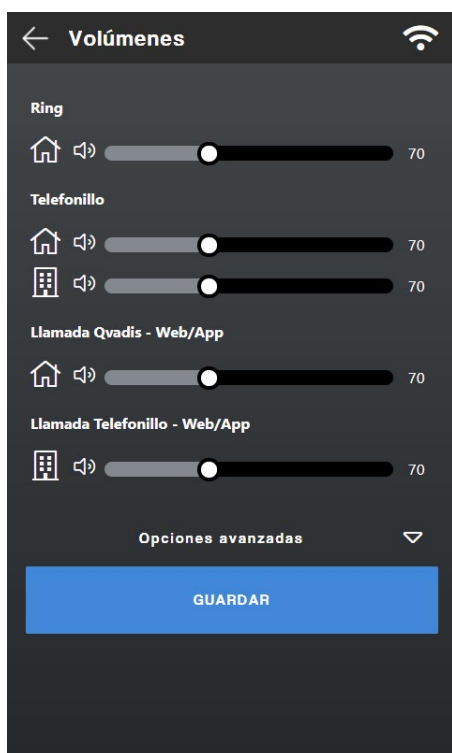 Volúmenes
Ring
70
Telefonillo
70
70
Llamada Qvadis - Web/App
70
Llamada Telefonillo - Web/App
70
Opciones avanzadas
GUARDAR